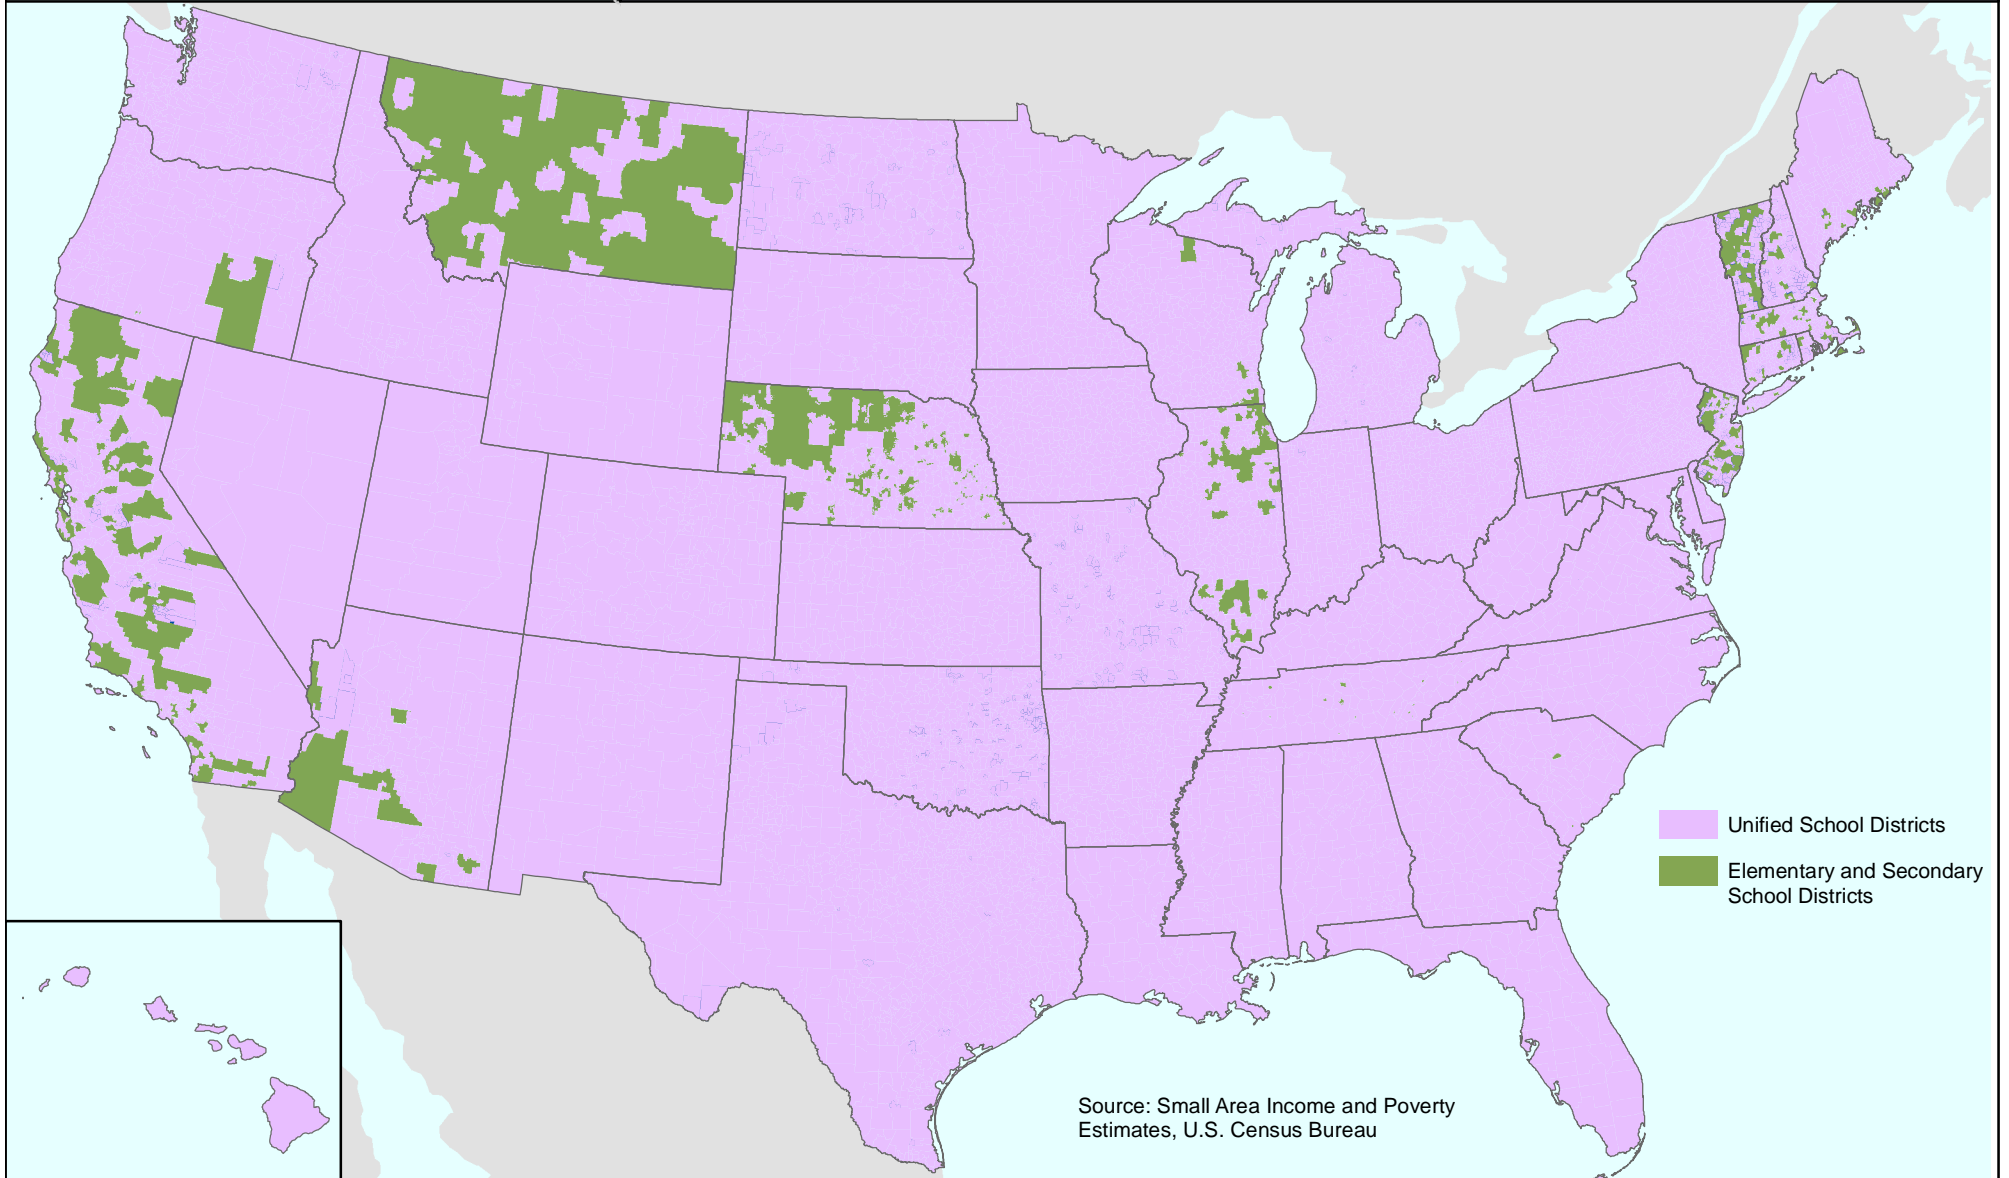 Unified School Districts
Elementary and Secondary
School Districts
Source: Small Area Income and Poverty
Estimates, U.S. Census Bureau